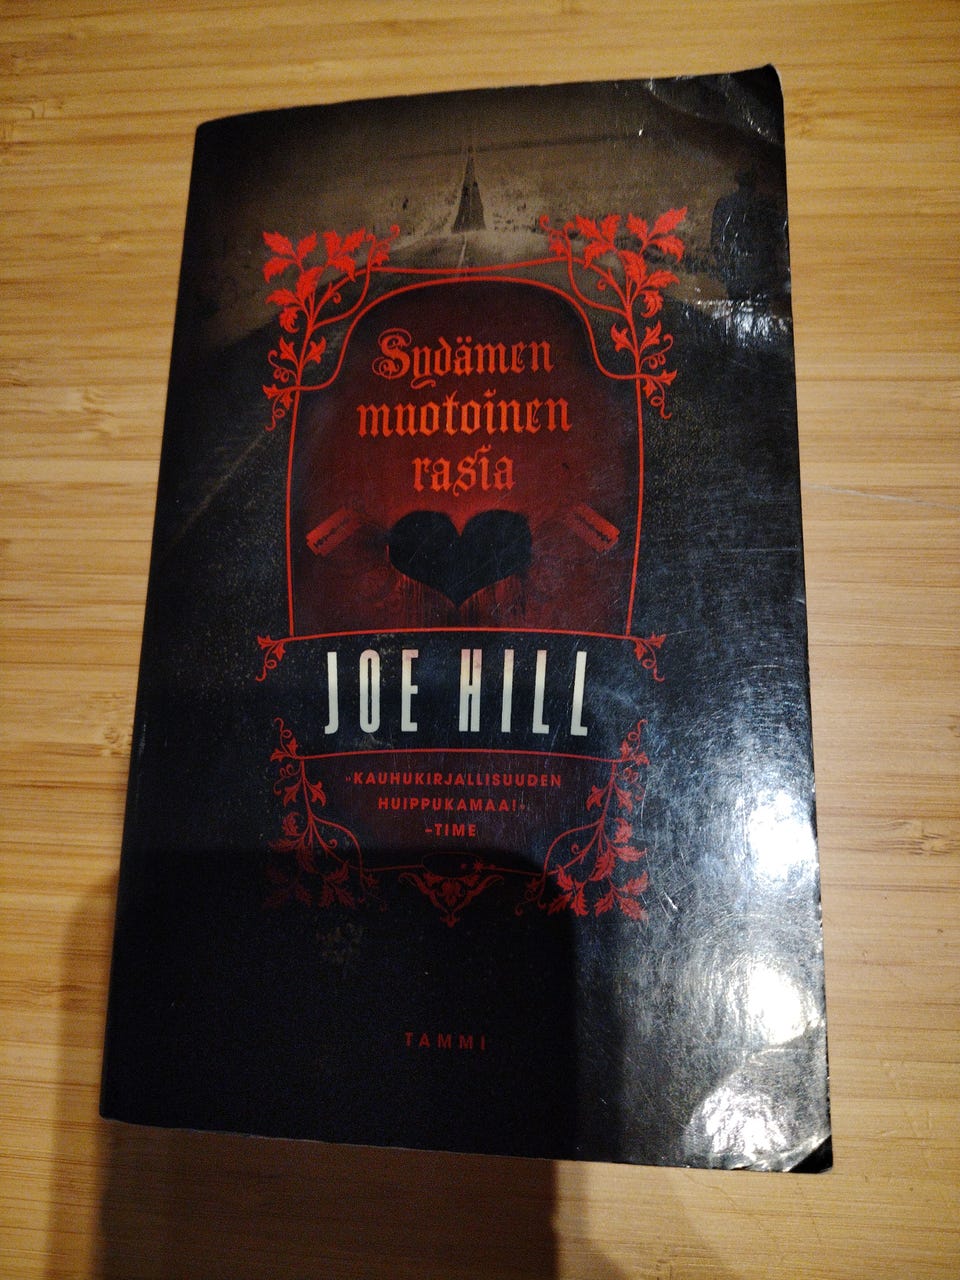 Sydämen
muotoinen
rasia
JOE HILL
»KAUHUKIRJALLISUUDEN
HUIPPUKAMAA!»
–TIME
TAMMI